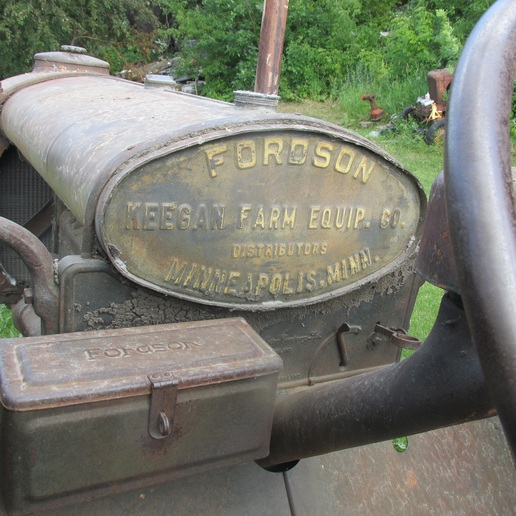 FORDSON
KEEGAN FARM EQUIP. CO.
DISTRIBUTORS
MINNEAPOLIS. MINN.
Fordson